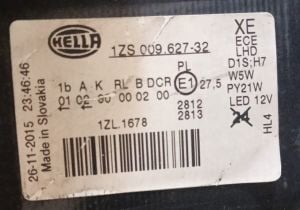 HELLA
1ZS 009.627-32
PL
1b A K RL B DCR E1 27,5
01 02 00 00 02 00
2812
2813
1ZL.1678
XE
ECE
LHD
D1S;H7
W5W
PY21W
LED 12V
HL4
26-11-2015 23:46:46
Made in Slovakia